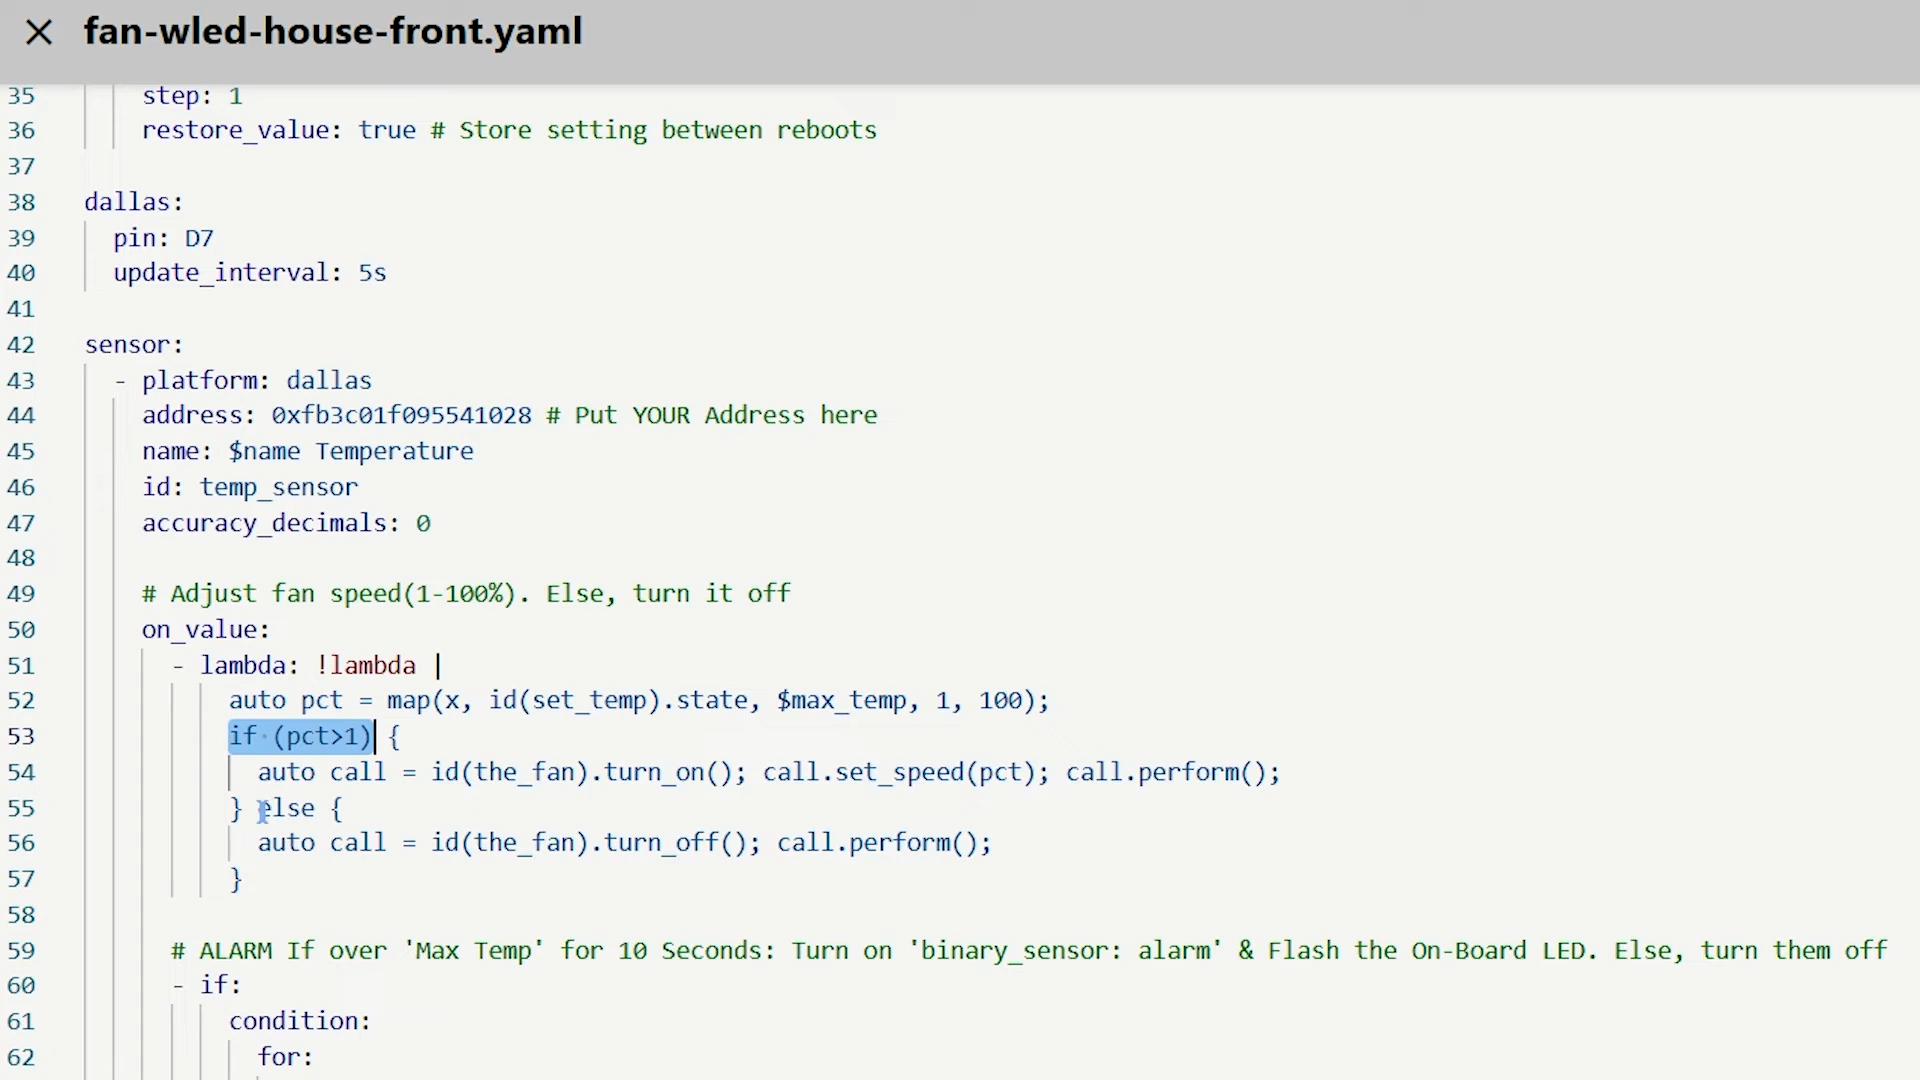 fan-wled-house-front.yaml
35 step: 1
36 restore_value: true # Store setting between reboots
37
38 dallas:
39 pin: D7
40 update_interval: 5s
41
42 sensor:
43 - platform: dallas
44 address: 0xfb3c01f095541028 # Put YOUR Address here
45 name: $name Temperature
46 id: temp_sensor
47 accuracy_decimals: 0
48
49 # Adjust fan speed(1-100%). Else, turn it off
50 on_value:
51 - lambda: !lambda |
52 auto pct = map(x, id(set_temp).state, $max_temp, 1, 100);
53 if (pct>1) {
54 auto call = id(the_fan).turn_on(); call.set_speed(pct); call.perform();
55 } else {
56 auto call = id(the_fan).turn_off(); call.perform();
57 }
58
59 # ALARM If over 'Max Temp' for 10 Seconds: Turn on 'binary_sensor: alarm' & Flash the On-Board LED. Else, turn them off
60 - if:
61 condition:
62 for: